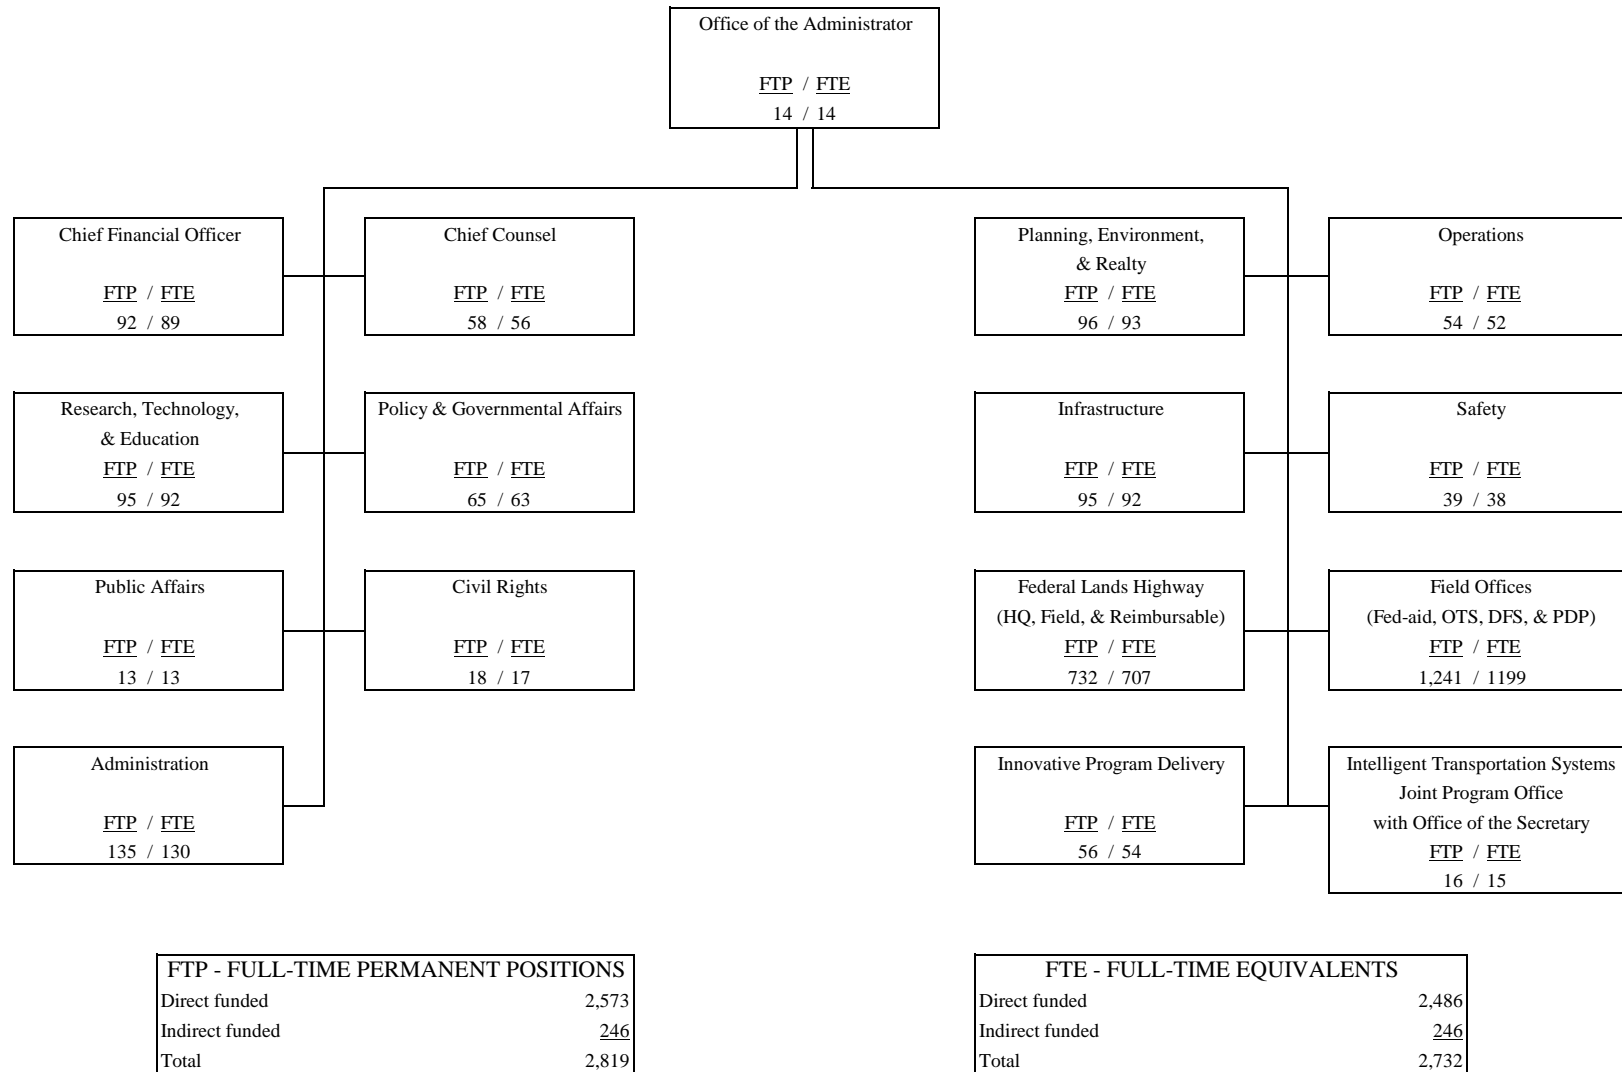 Office of the Administrator
FTP / FTE
14 / 14
Chief Financial Officer
FTP / FTE
92 / 89
Chief Counsel
FTP / FTE
58 / 56
Planning, Environment,
& Realty
FTP / FTE
96 / 93
Operations
FTP / FTE
54 / 52
Research, Technology,
& Education
FTP / FTE
95 / 92
Policy & Governmental Affairs
FTP / FTE
65 / 63
Infrastructure
FTP / FTE
95 / 92
Safety
FTP / FTE
39 / 38
Public Affairs
FTP / FTE
13 / 13
Civil Rights
FTP / FTE
18 / 17
Federal Lands Highway
(HQ, Field, & Reimbursable)
FTP / FTE
732 / 707
Field Offices
(Fed-aid, OTS, DFS, & PDP)
FTP / FTE
1,241 / 1199
Administration
FTP / FTE
135 / 130
Innovative Program Delivery
FTP / FTE
56 / 54
Intelligent Transportation Systems
Joint Program Office
with Office of the Secretary
FTP / FTE
16 / 15
FTP - FULL-TIME PERMANENT POSITIONS
Direct funded 2,573
Indirect funded 246
Total 2,819
FTE - FULL-TIME EQUIVALENTS
Direct funded 2,486
Indirect funded 246
Total 2,732